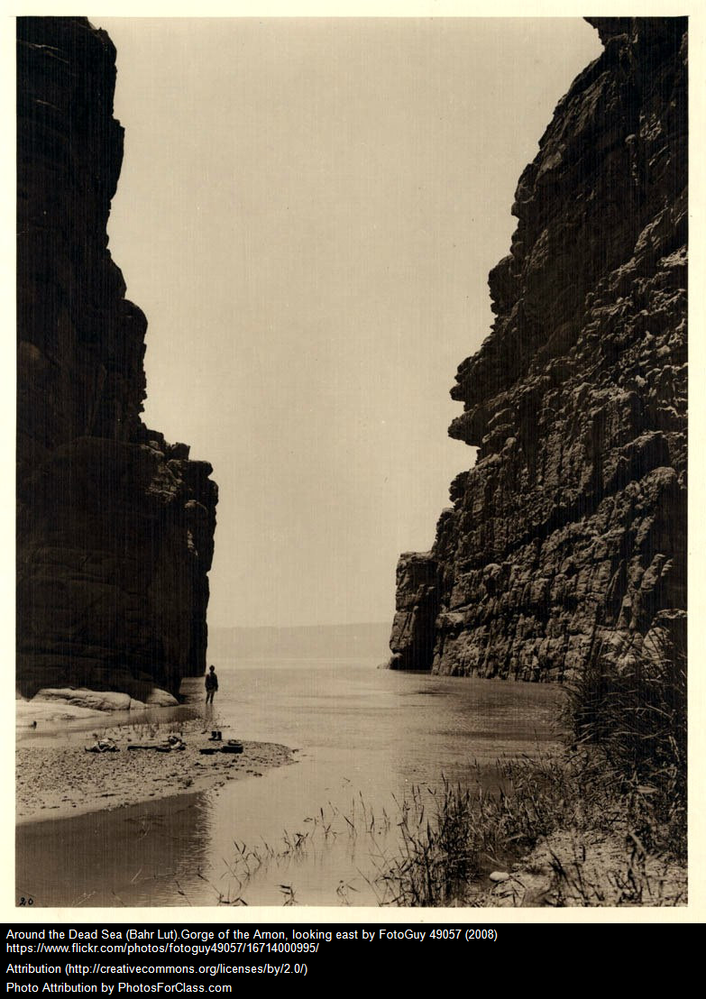 20
Around the Dead Sea (Bahr Lut).Gorge of the Arnon, looking east by FotoGuy 49057 (2008)
https://www.flickr.com/photos/fotoguy49057/16714000995/
Attribution (http://creativecommons.org/licenses/by/2.0/)
Photo Attribution by PhotosForClass.com